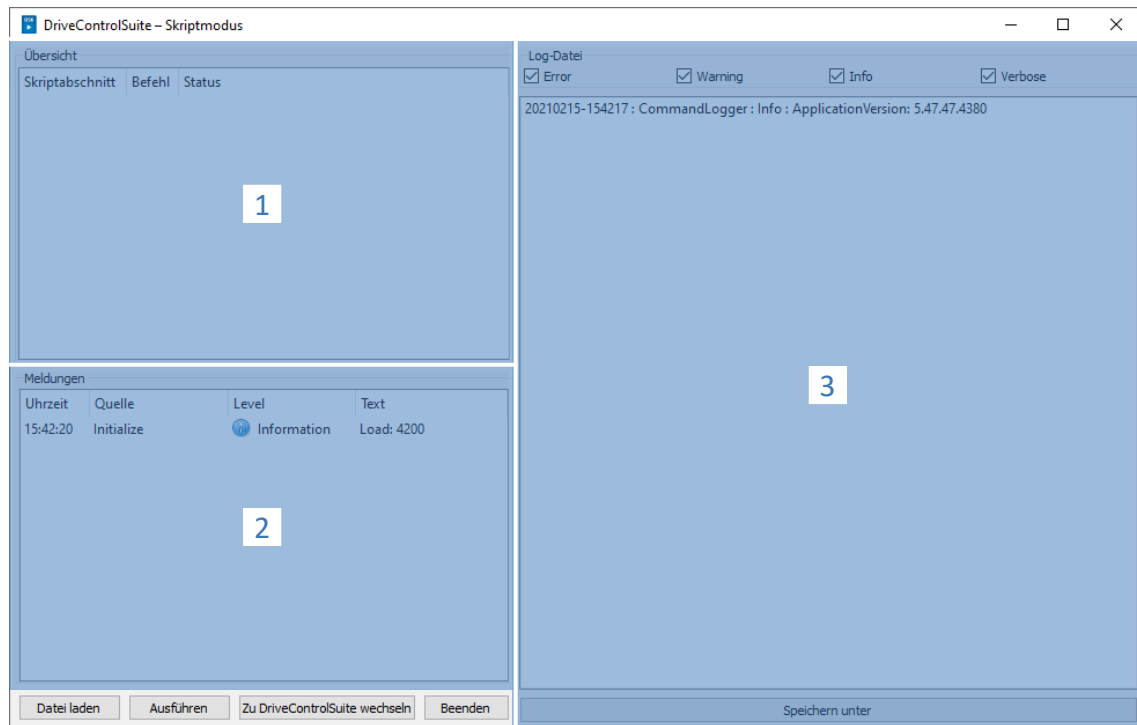 DriveControlSuite – Skriptmodus
Übersicht
Skriptabschnitt Befehl Status
1
Meldungen
Uhrzeit Quelle Level Text
15:42:20 Initialize Information Load: 4200
2
Datei laden Ausführen Zu DriveControlSuite wechseln Beenden
Log-Datei
Error Warning Info Verbose
20210215-154217 : CommandLogger : Info : ApplicationVersion: 5.47.47.4380
3
Speichern unter